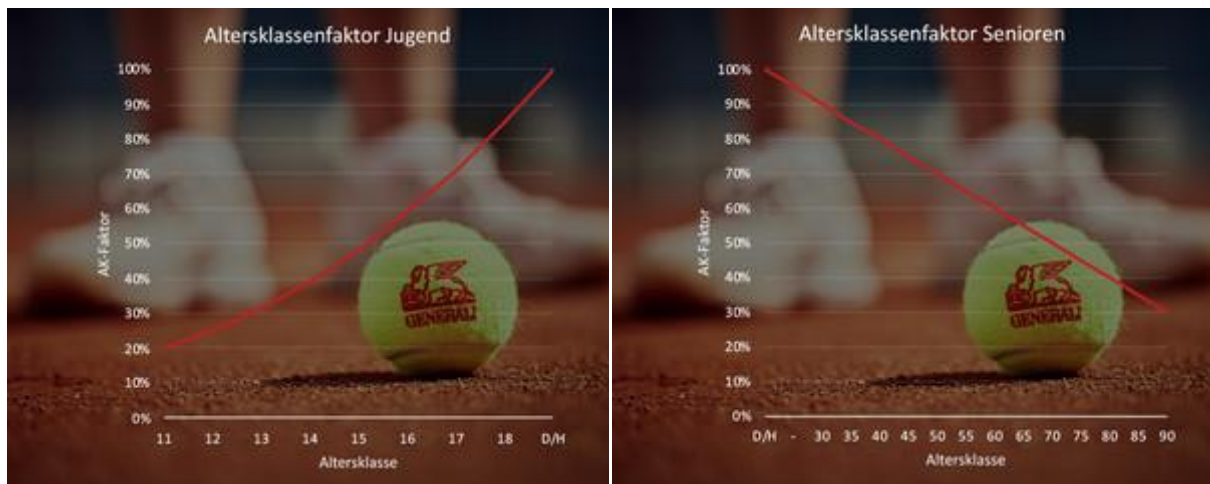 Altersklassenfaktor Jugend
100%
90%
80%
70%
60%
50%
40%
30%
20%
10%
0%
AK-Faktor
11 12 13 14 15 16 17 18 D/H
Altersklasse
GENERALI
Altersklassenfaktor Senioren
100%
90%
80%
70%
60%
50%
40%
30%
20%
10%
0%
AK-Faktor
D/H - 30 35 40 45 50 55 60 65 70 75 80 85 90
Altersklasse
GENERALI